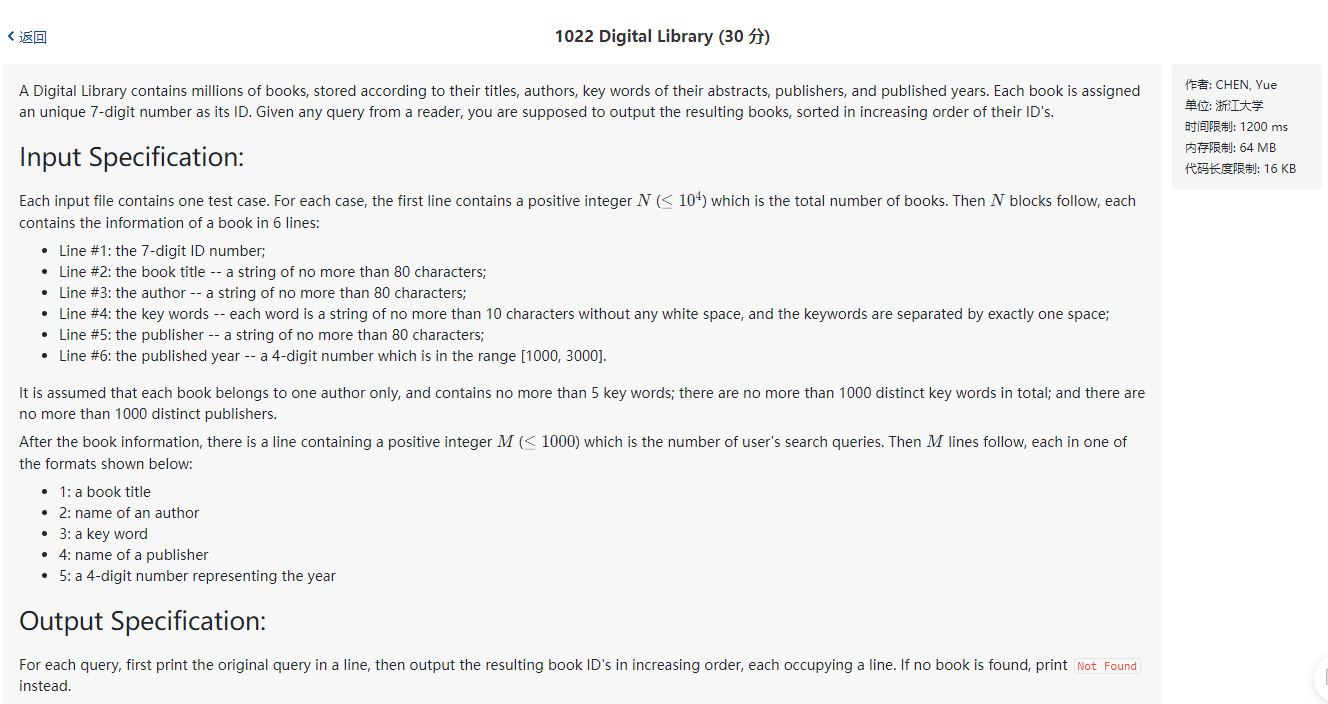 返回
1022 Digital Library (30 分)
A Digital Library contains millions of books, stored according to their titles, authors, key words of their abstracts, publishers, and published years. Each book is assigned
an unique 7-digit number as its ID. Given any query from a reader, you are supposed to output the resulting books, sorted in increasing order of their ID's.
Input Specification:
Each input file contains one test case. For each case, the first line contains a positive integer N (≤ 10⁴) which is the total number of books. Then N blocks follow, each
contains the information of a book in 6 lines:
• Line #1: the 7-digit ID number;
• Line #2: the book title -- a string of no more than 80 characters;
• Line #3: the author -- a string of no more than 80 characters;
• Line #4: the key words -- each word is a string of no more than 10 characters without any white space, and the keywords are separated by exactly one space;
• Line #5: the publisher -- a string of no more than 80 characters;
• Line #6: the published year -- a 4-digit number which is in the range [1000, 3000].
It is assumed that each book belongs to one author only, and contains no more than 5 key words; there are no more than 1000 distinct key words in total; and there are
no more than 1000 distinct publishers.
After the book information, there is a line containing a positive integer M (≤ 1000) which is the number of user's search queries. Then M lines follow, each in one of
the formats shown below:
• 1: a book title
• 2: name of an author
• 3: a key word
• 4: name of a publisher
• 5: a 4-digit number representing the year
Output Specification:
For each query, first print the original query in a line, then output the resulting book ID's in increasing order, each occupying a line. If no book is found, print Not Found
instead.
作者: CHEN, Yue
单位: 浙江大学
时间限制: 1200 ms
内存限制: 64 MB
代码长度限制: 16 KB